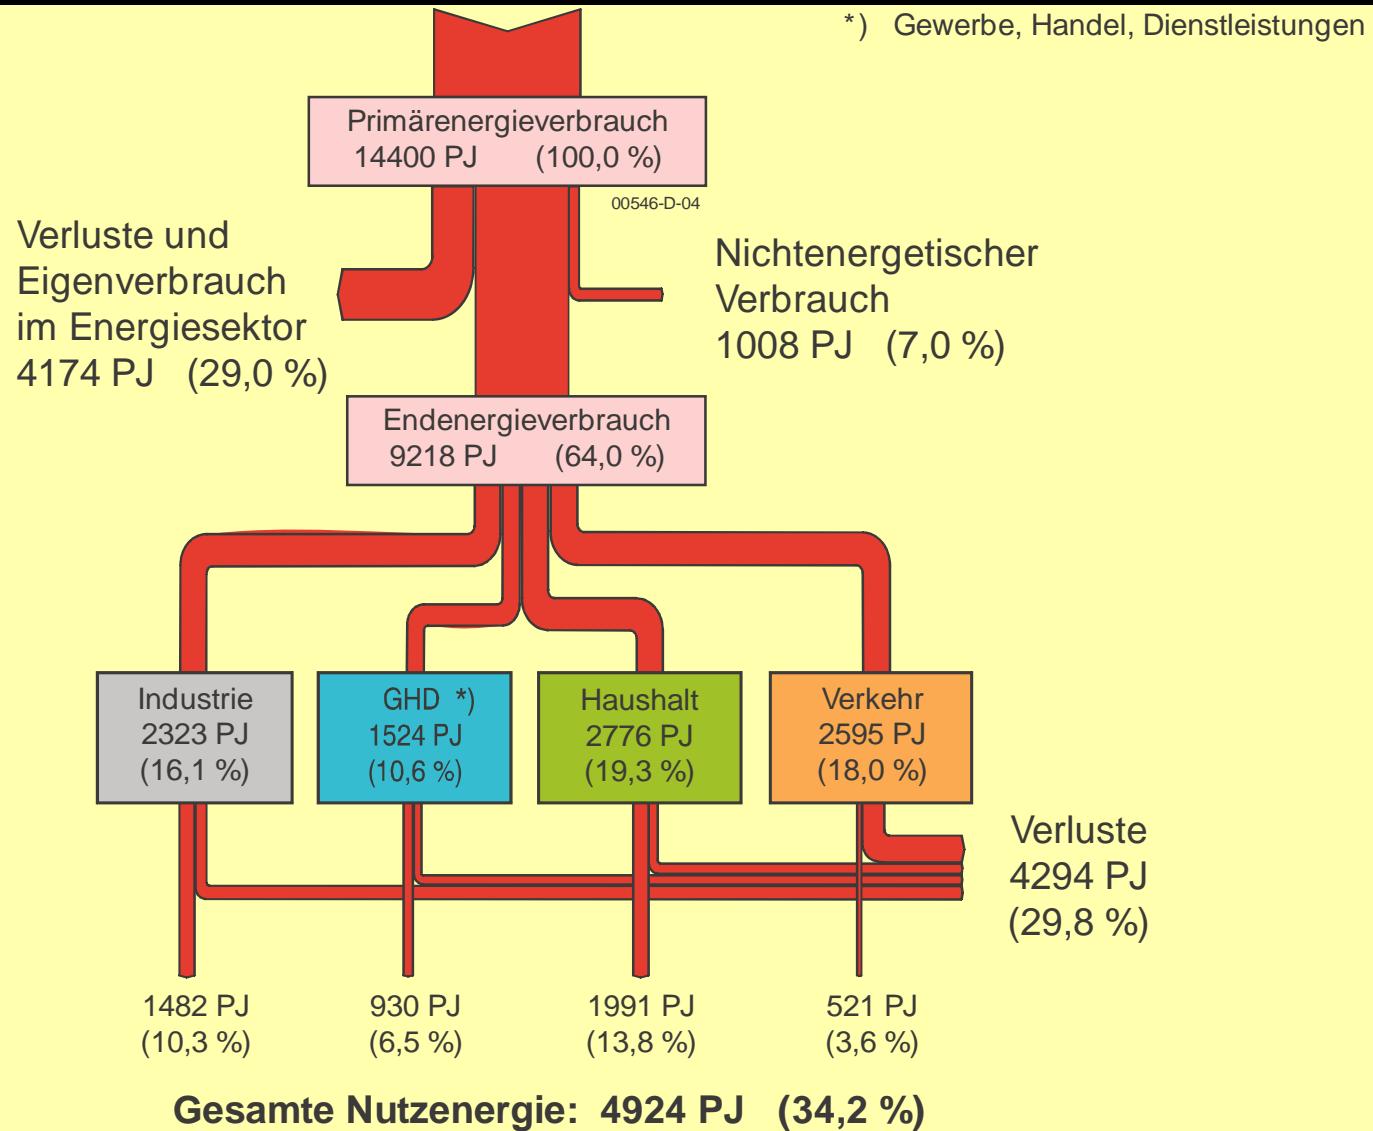 *) Gewerbe, Handel, Dienstleistungen
Primärenergieverbrauch
14400 PJ (100,0 %)
00546-D-04
Verluste und
Eigenverbrauch
im Energiesektor
4174 PJ (29,0 %)
Nichtenergetischer
Verbrauch
1008 PJ (7,0 %)
Endenergieverbrauch
9218 PJ (64,0 %)
Industrie
2323 PJ
(16,1 %)
GHD *)
1524 PJ
(10,6 %)
Haushalt
2776 PJ
(19,3 %)
Verkehr
2595 PJ
(18,0 %)
Verluste
4294 PJ
(29,8 %)
1482 PJ
(10,3 %)
930 PJ
(6,5 %)
1991 PJ
(13,8 %)
521 PJ
(3,6 %)
Gesamte Nutzenergie: 4924 PJ (34,2 %)